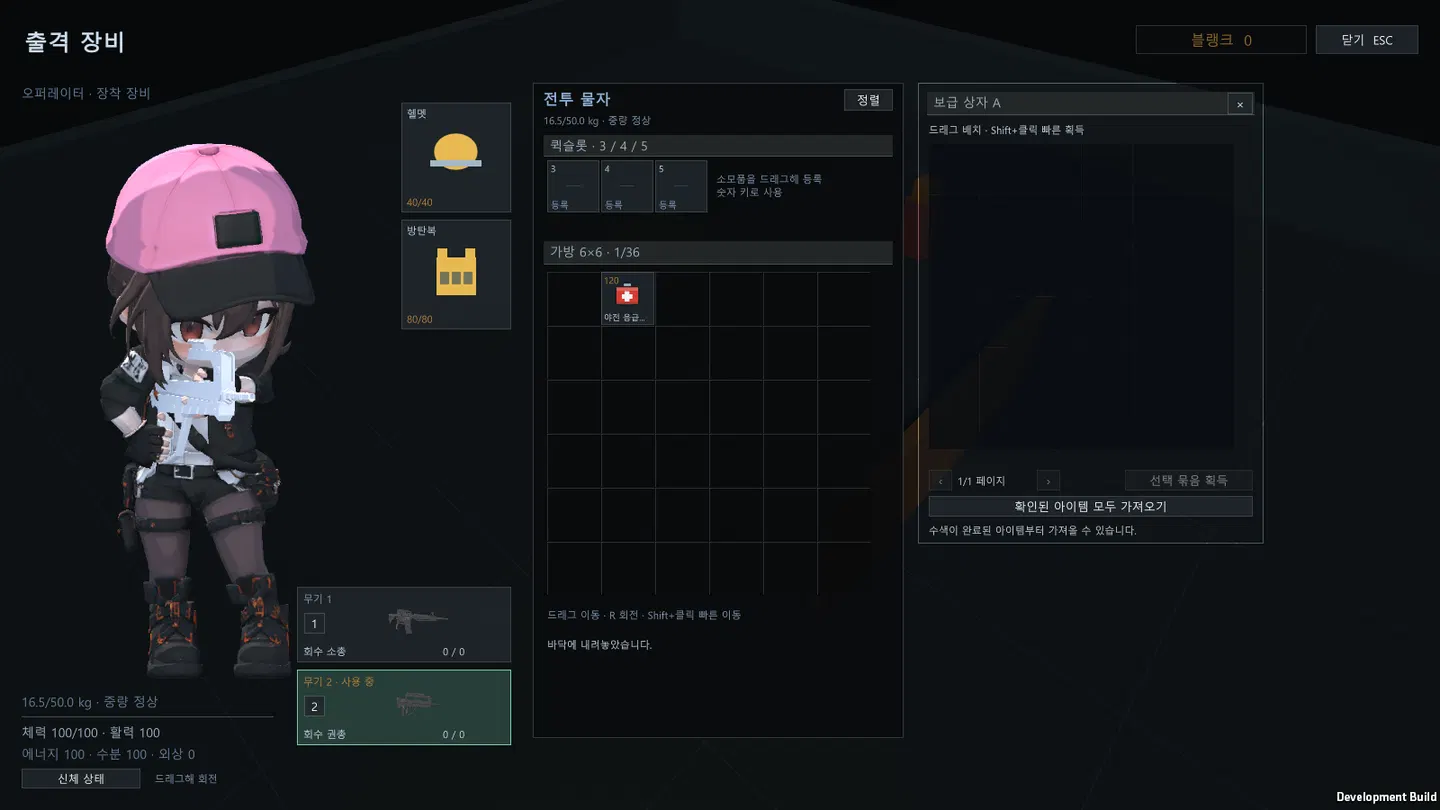 출격 장비
블랭크 0
닫기 ESC
오퍼레이터 · 장착 장비
헬멧
40/40
방탄복
80/80
전투 물자
정렬
16.5/50.0 kg · 중량 정상
퀵슬롯 · 3 / 4 / 5
3
등록
4
등록
5
등록
소모품을 드래그해 등록
숫자 키로 사용
가방 6×6 · 1/36
120
야전 응급…
드래그 이동 · R 회전 · Shift+클릭 빠른 이동
바닥에 내려놓았습니다.
보급 상자 A
×
드래그 배치 · Shift+클릭 빠른 획득
‹
1/1 페이지
›
선택 묶음 획득
확인된 아이템 모두 가져오기
수색이 완료된 아이템부터 가져올 수 있습니다.
무기 1
1
회수 소총
0 / 0
무기 2 · 사용 중
2
회수 권총
0 / 0
16.5/50.0 kg · 중량 정상
체력 100/100 · 활력 100
에너지 100 · 수분 100 · 외상 0
신체 상태
드래그해 회전
Development Build